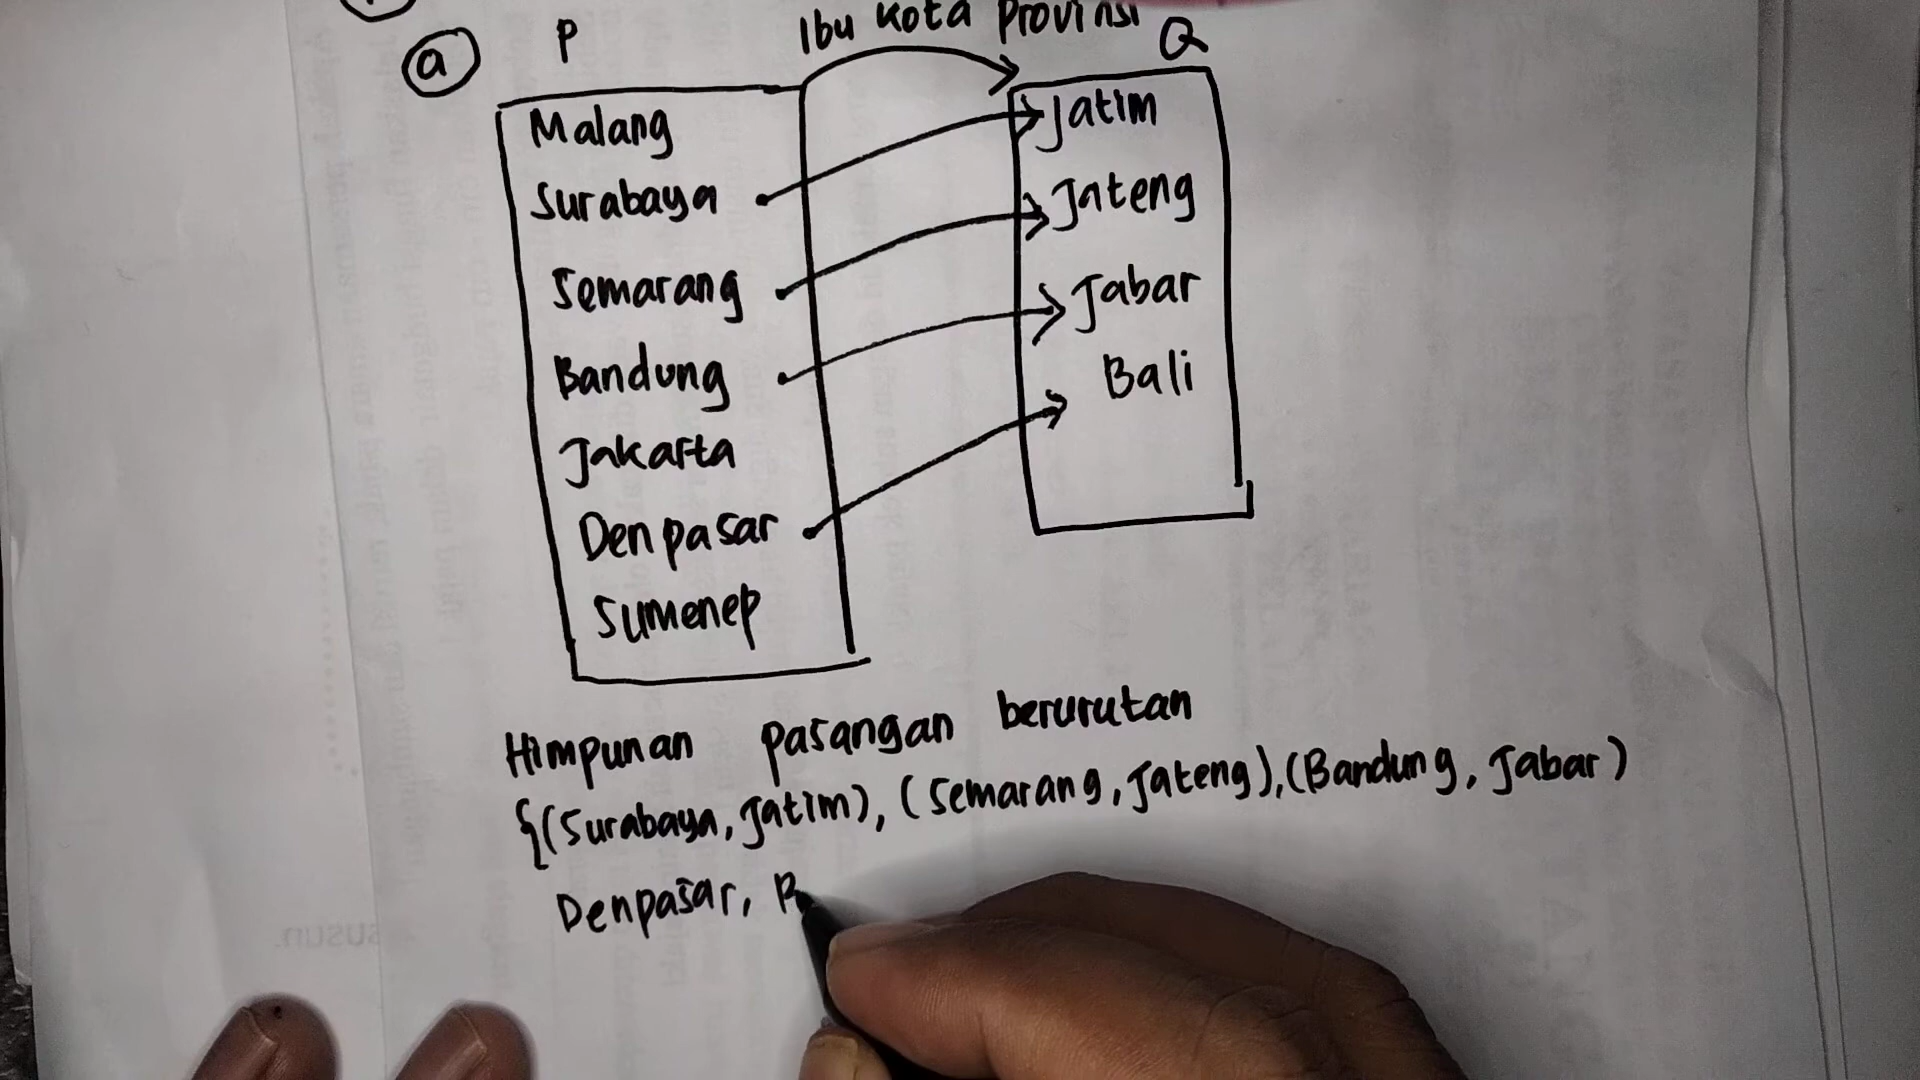 a
P
Ibu Kota Provinsi
Q
Malang
Surabaya
Semarang
Bandung
Jakarta
Denpasar
Sumenep
Jatim
Jateng
Jabar
Bali
Himpunan pasangan berurutan
{(Surabaya, Jatim), (Semarang, Jateng), (Bandung, Jabar)
Denpasar,
susun.